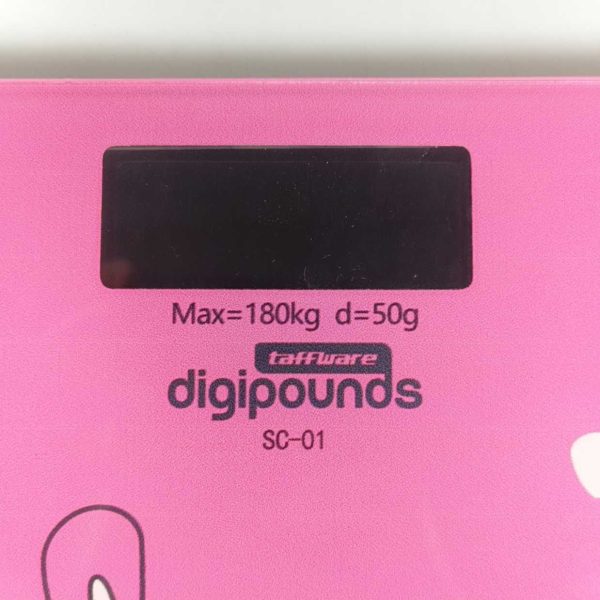 Max=180kg d=50g
taffware
digipounds
SC-01